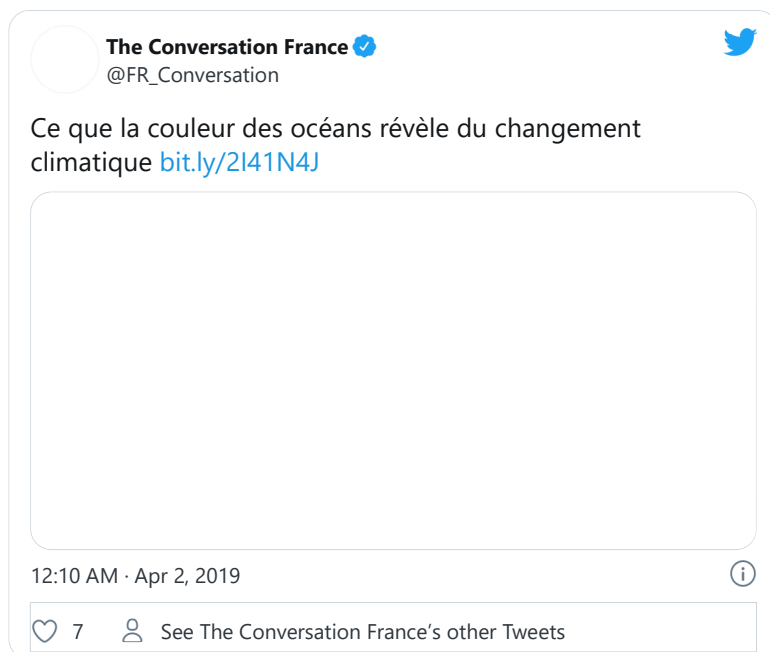 The Conversation France
@FR_Conversation
Ce que la couleur des océans révèle du changement
climatique bit.ly/2I41N4J
12:10 AM · Apr 2, 2019
7 See The Conversation France's other Tweets